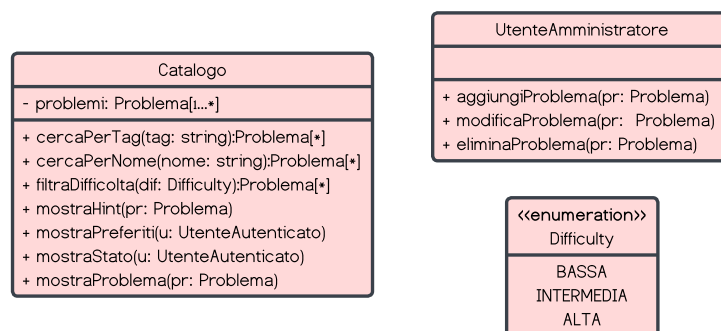 Catalogo
- problemi: Problema[1...*]
+ cercaPerTag(tag: string):Problema[*]
+ cercaPerNome(nome: string):Problema[*]
+ filtraDifficolta(dif: Difficulty):Problema[*]
+ mostraHint(pr: Problema)
+ mostraPreferiti(u: UtenteAutenticato)
+ mostraStato(u: UtenteAutenticato)
+ mostraProblema(pr: Problema)
UtenteAmministratore
+ aggiungiProblema(pr: Problema)
+ modificaProblema(pr: Problema)
+ eliminaProblema(pr: Problema)
<<enumeration>>
Difficulty
BASSA
INTERMEDIA
ALTA